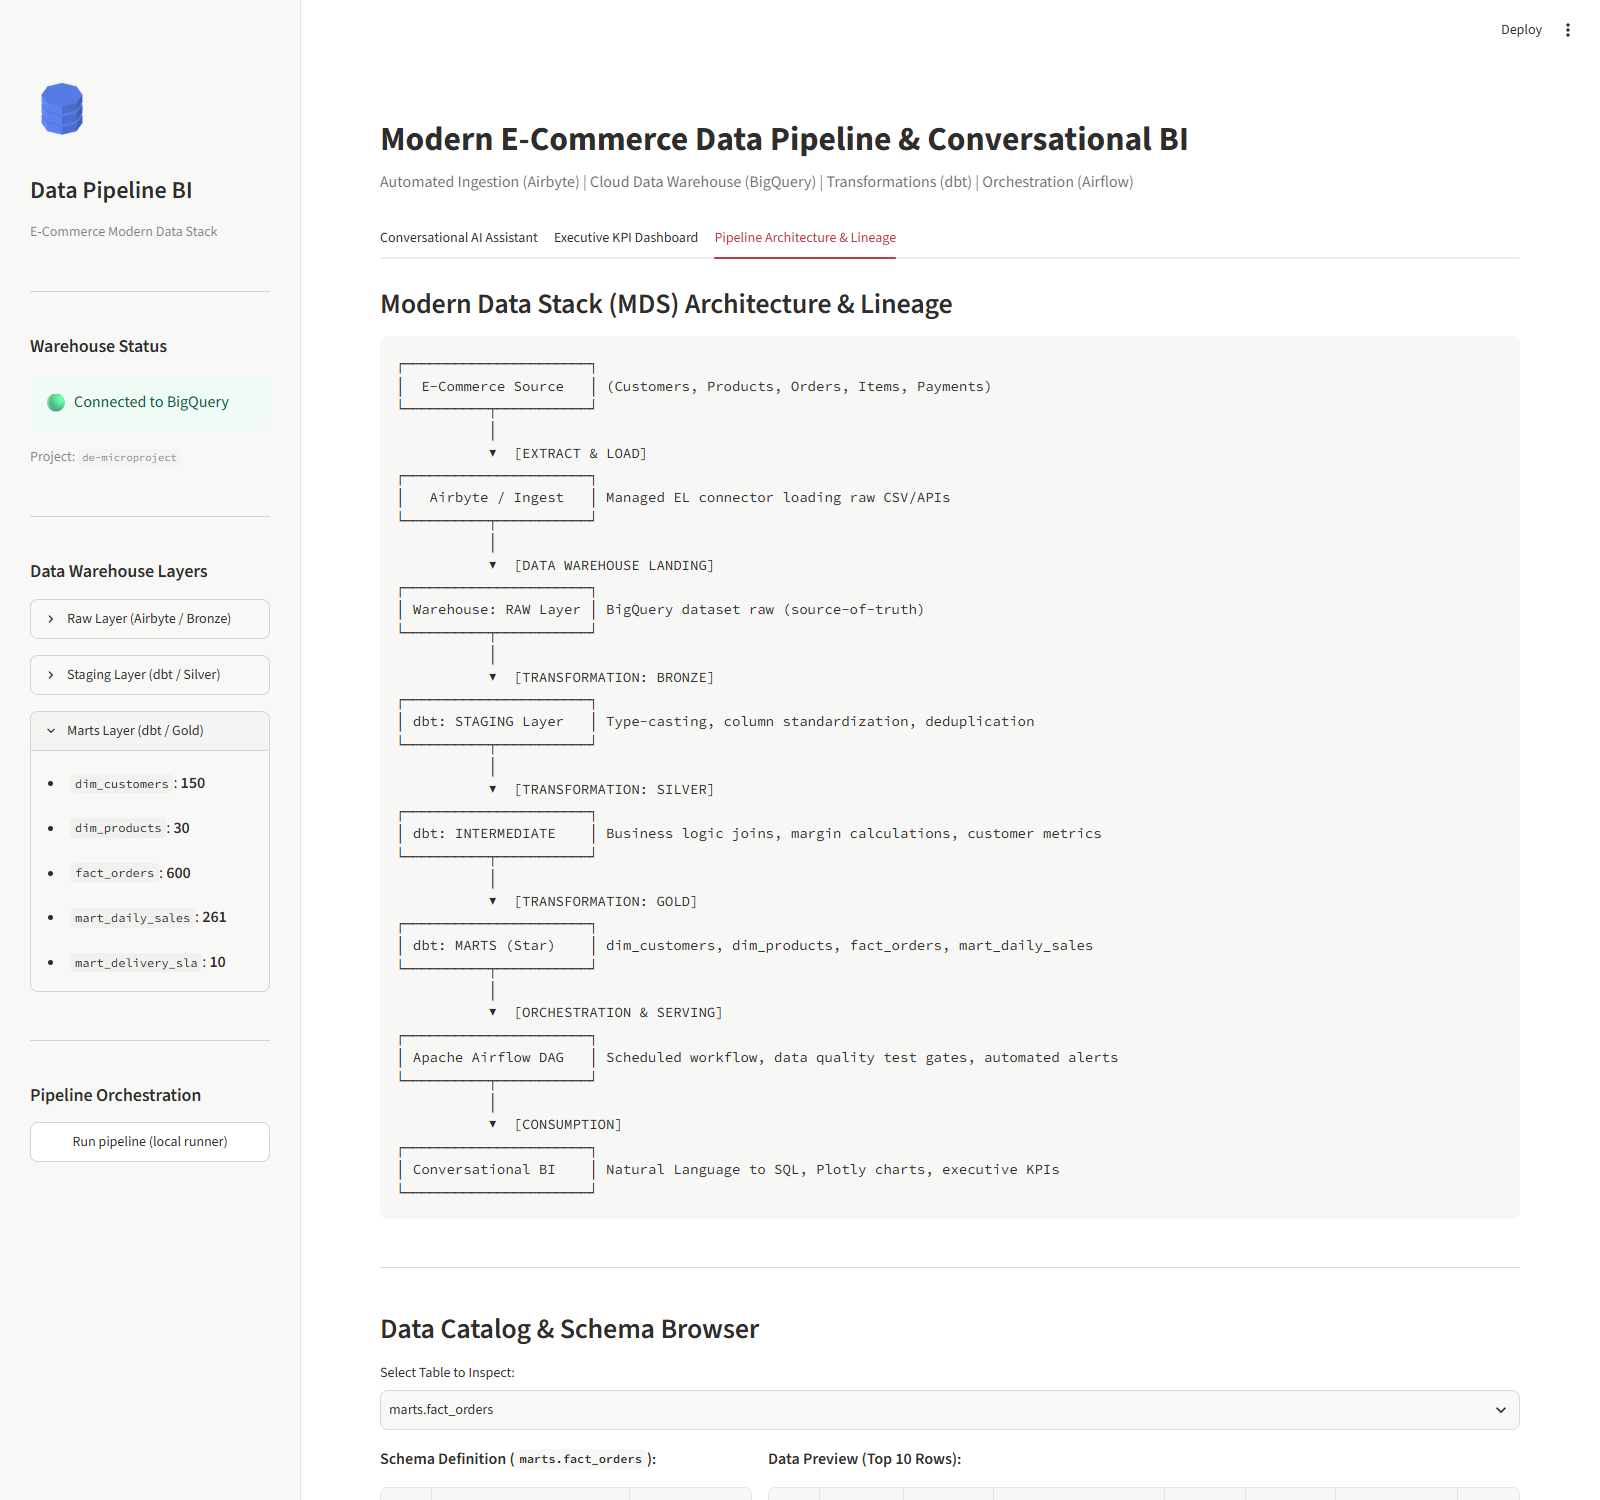 Deploy
Data Pipeline BI
E-Commerce Modern Data Stack
Warehouse Status
Connected to BigQuery
Project: de-microproject
Data Warehouse Layers
Raw Layer (Airbyte / Bronze)
Staging Layer (dbt / Silver)
Marts Layer (dbt / Gold)
dim_customers: 150
dim_products: 30
fact_orders: 600
mart_daily_sales: 261
mart_delivery_sla: 10
Pipeline Orchestration
Run pipeline (local runner)
Modern E-Commerce Data Pipeline & Conversational BI
Automated Ingestion (Airbyte) | Cloud Data Warehouse (BigQuery) | Transformations (dbt) | Orchestration (Airflow)
Conversational AI Assistant Executive KPI Dashboard Pipeline Architecture & Lineage
Modern Data Stack (MDS) Architecture & Lineage
E-Commerce Source (Customers, Products, Orders, Items, Payments)
[EXTRACT & LOAD]
Airbyte / Ingest Managed EL connector loading raw CSV/APIs
[DATA WAREHOUSE LANDING]
Warehouse: RAW Layer BigQuery dataset raw (source-of-truth)
[TRANSFORMATION: BRONZE]
dbt: STAGING Layer Type-casting, column standardization, deduplication
[TRANSFORMATION: SILVER]
dbt: INTERMEDIATE Business logic joins, margin calculations, customer metrics
[TRANSFORMATION: GOLD]
dbt: MARTS (Star) dim_customers, dim_products, fact_orders, mart_daily_sales
[ORCHESTRATION & SERVING]
Apache Airflow DAG Scheduled workflow, data quality test gates, automated alerts
[CONSUMPTION]
Conversational BI Natural Language to SQL, Plotly charts, executive KPIs
Data Catalog & Schema Browser
Select Table to Inspect:
marts.fact_orders
Schema Definition ( marts.fact_orders ):
Data Preview (Top 10 Rows):